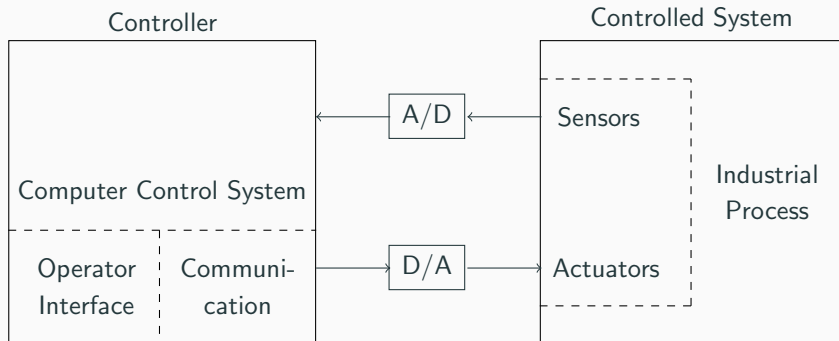 Controller
Controlled System
A/D
Sensors
Computer Control System
Industrial
Process
Operator
Interface
Communi-
cation
D/A
Actuators